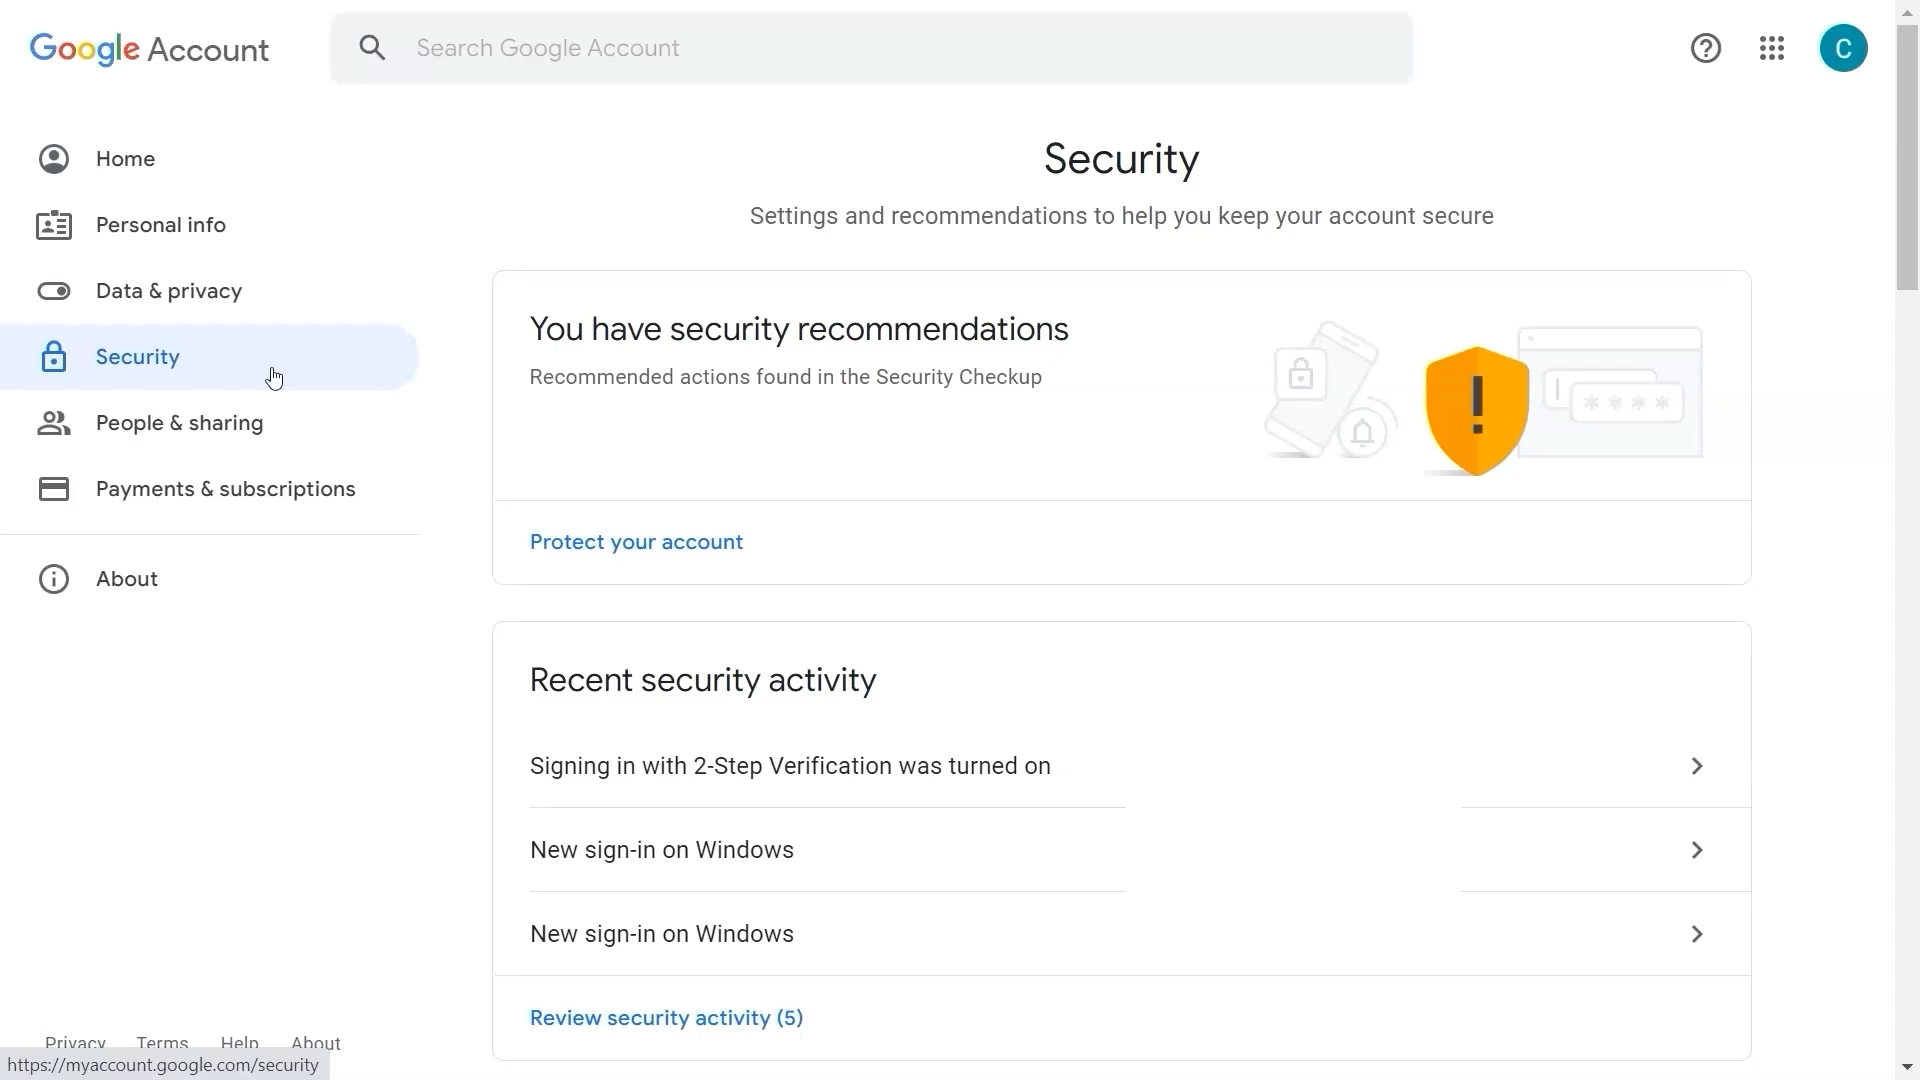 Google Account
Search Google Account
C
Home
Personal info
Data & privacy
Security
People & sharing
Payments & subscriptions
About
Security
Settings and recommendations to help you keep your account secure
You have security recommendations
Recommended actions found in the Security Checkup
Protect your account
Recent security activity
Signing in with 2-Step Verification was turned on
New sign-in on Windows
New sign-in on Windows
Review security activity (5)
Privacy Terms Help About
https://myaccount.google.com/security